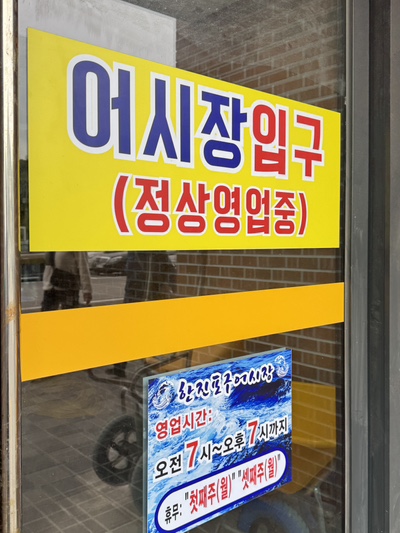 어시장입구
(정상영업중)
한진포구어시장
영업시간:
오전 7시~오후 7시까지
휴무: "첫째주(월)" "셋째주(월)"